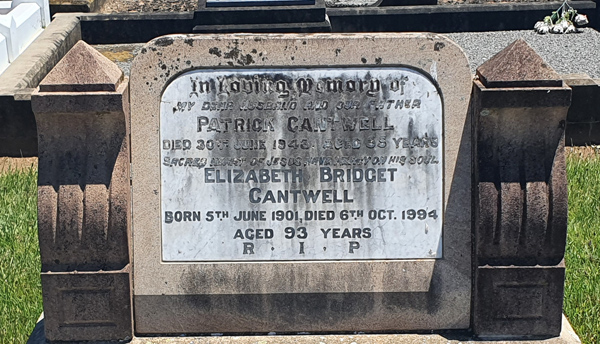 In Loving Memory of
MY DEAR HUSBAND AND OUR FATHER
PATRICK CANTWELL
DIED 30TH JUNE 1948 AGED YEARS
SACRED HEART OF JESUS HAVE MERCY ON HIS SOUL.
ELIZABETH BRIDGET
CANTWELL
BORN 5TH JUNE 1901, DIED 6TH OCT. 1994
AGED 93 YEARS
R . I . P